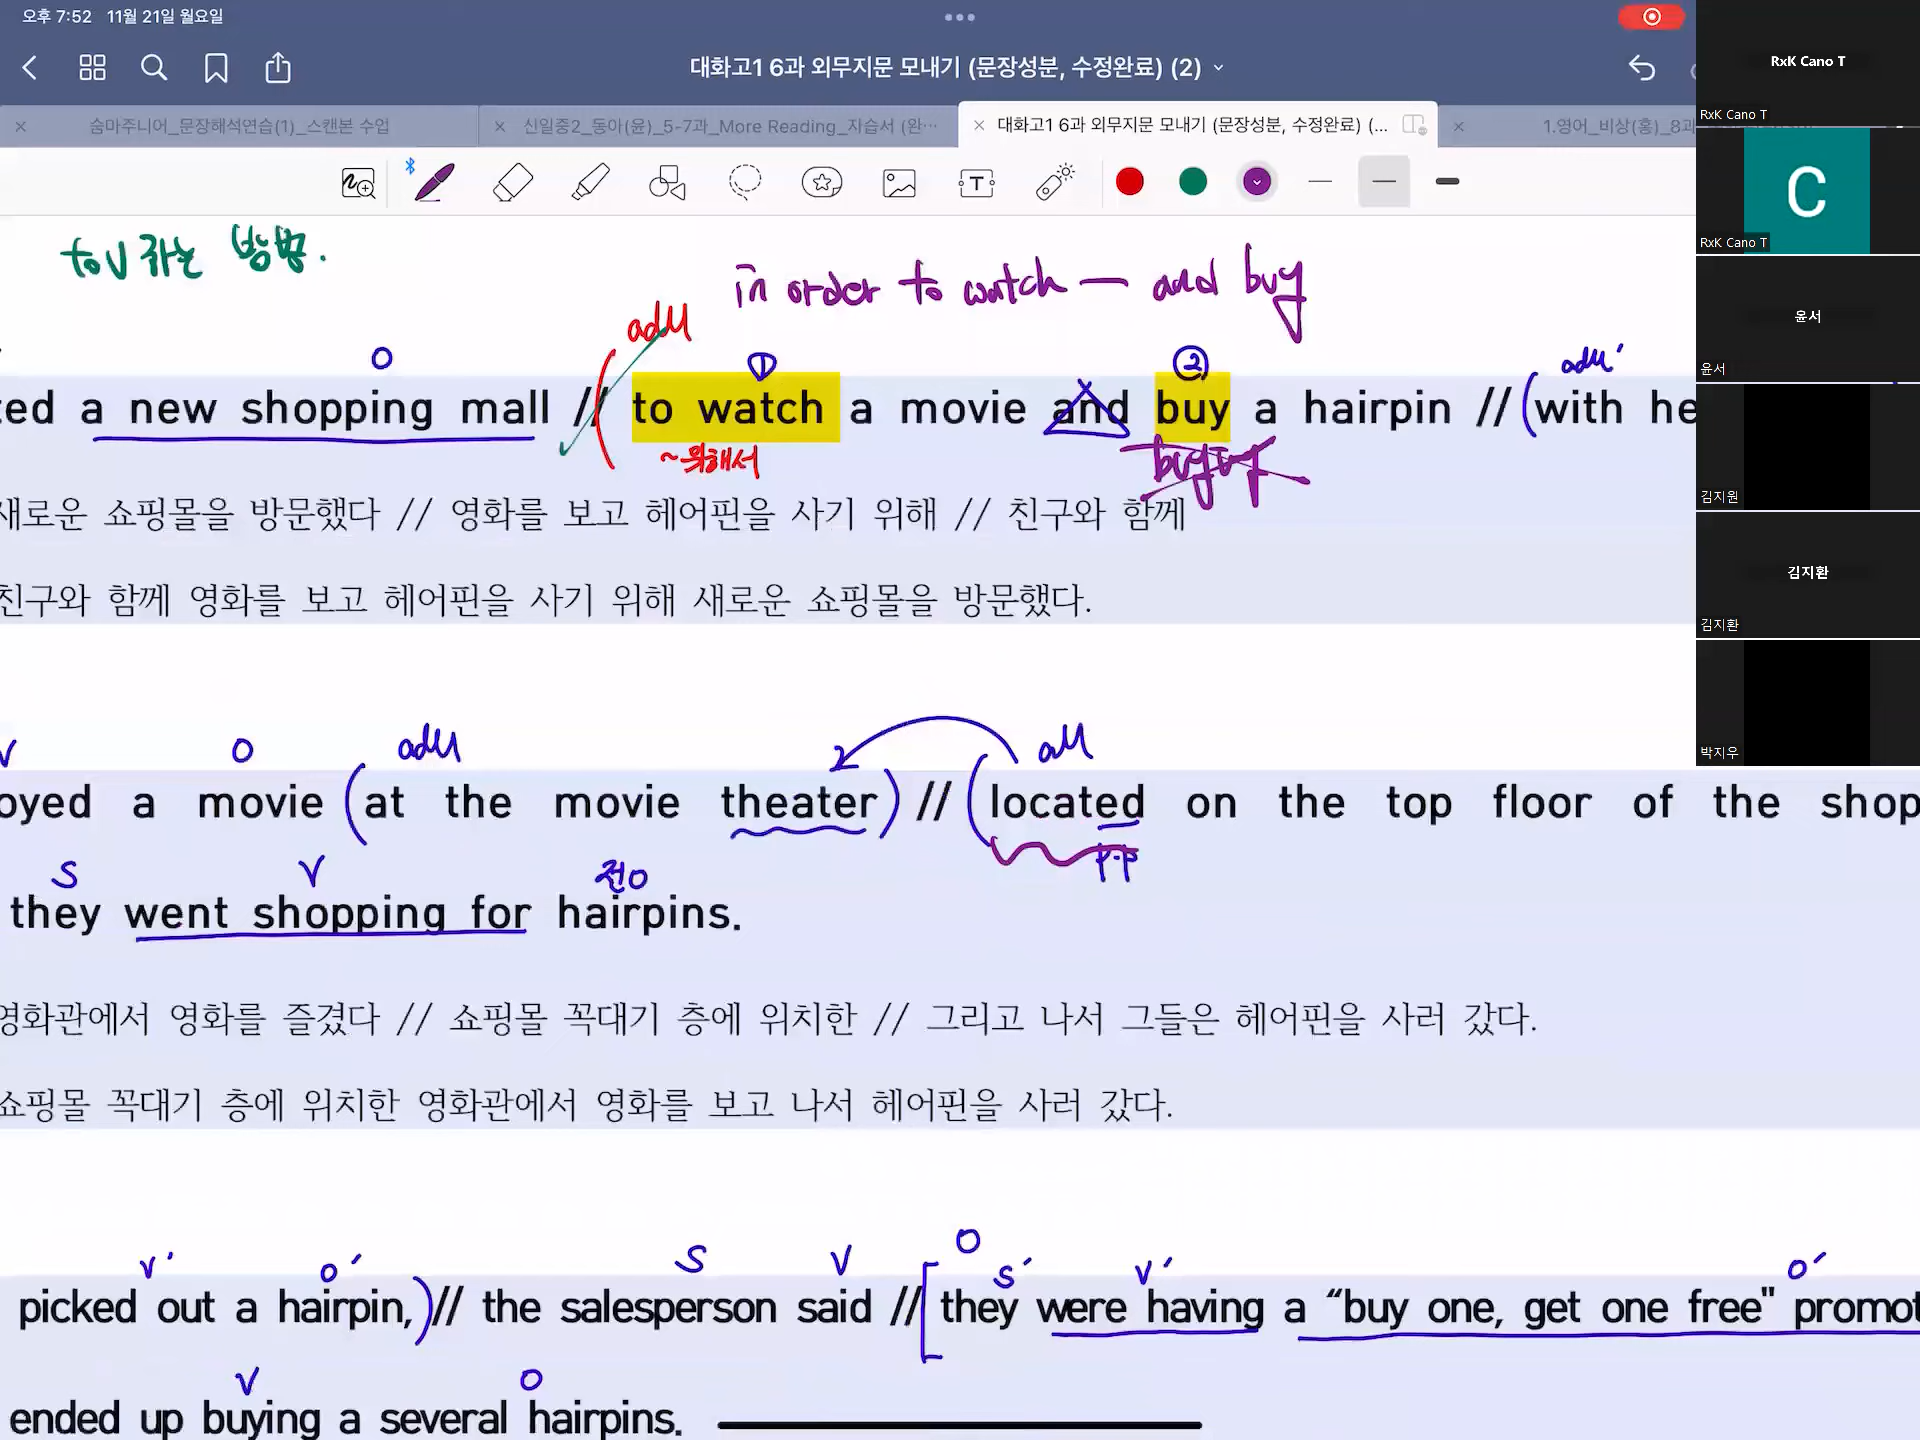 오후 7:52 11월 21일 월요일
대화고1 6과 외무지문 모내기 (문장성분, 수정완료) (2)
숨마주니어_문장해석연습(1)_스캔본 수업
신일중2_동아(윤)_5-7과_More Reading_자습서 (완...
대화고1 6과 외무지문 모내기 (문장성분, 수정완료) (...
1.영어_비상(홍)_8과
RxK Cano T
RxK Cano T
C
RxK Cano T
윤서
윤서
김지원
김지환
김지환
박지우
toV 하는 방법.
in order to watch — and buy
adv
O ① ② adv'
ted a new shopping mall // to watch a movie and buy a hairpin // (with he
~위해서 buying
새로운 쇼핑몰을 방문했다 // 영화를 보고 헤어핀을 사기 위해 // 친구와 함께
친구와 함께 영화를 보고 헤어핀을 사기 위해 새로운 쇼핑몰을 방문했다.
V O adv
oyed a movie (at the movie theater) // (located on the top floor of the shop
p.p
S V 전O
they went shopping for hairpins.
영화관에서 영화를 즐겼다 // 쇼핑몰 꼭대기 층에 위치한 // 그리고 나서 그들은 헤어핀을 사러 갔다.
쇼핑몰 꼭대기 층에 위치한 영화관에서 영화를 보고 나서 헤어핀을 사러 갔다.
V' O' S V O S' V' O'
picked out a hairpin,)// the salesperson said //[they were having a “buy one, get one free" promot
V O
ended up buying a several hairpins.